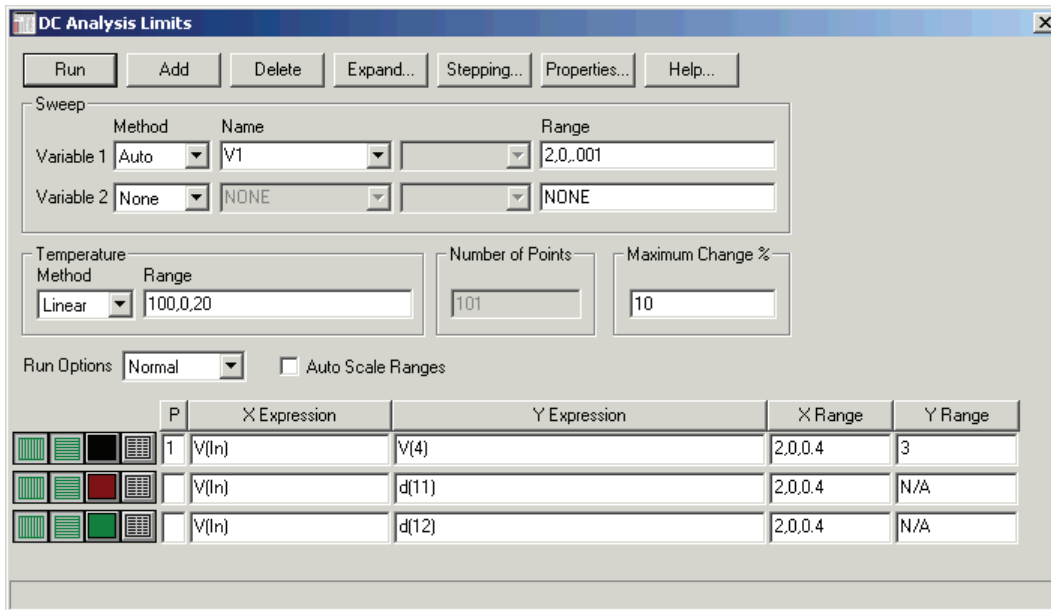 DC Analysis Limits
Run Add Delete Expand... Stepping... Properties... Help...
Sweep
Method Name Range
Variable 1 Auto V1 2,0,.001
Variable 2 None NONE NONE
Temperature Number of Points Maximum Change %
Method Range
Linear 100,0,20 101 10
Run Options Normal Auto Scale Ranges
P X Expression Y Expression X Range Y Range
1 V(In) V(4) 2,0,0.4 3
V(In) d(11) 2,0,0.4 N/A
V(In) d(12) 2,0,0.4 N/A